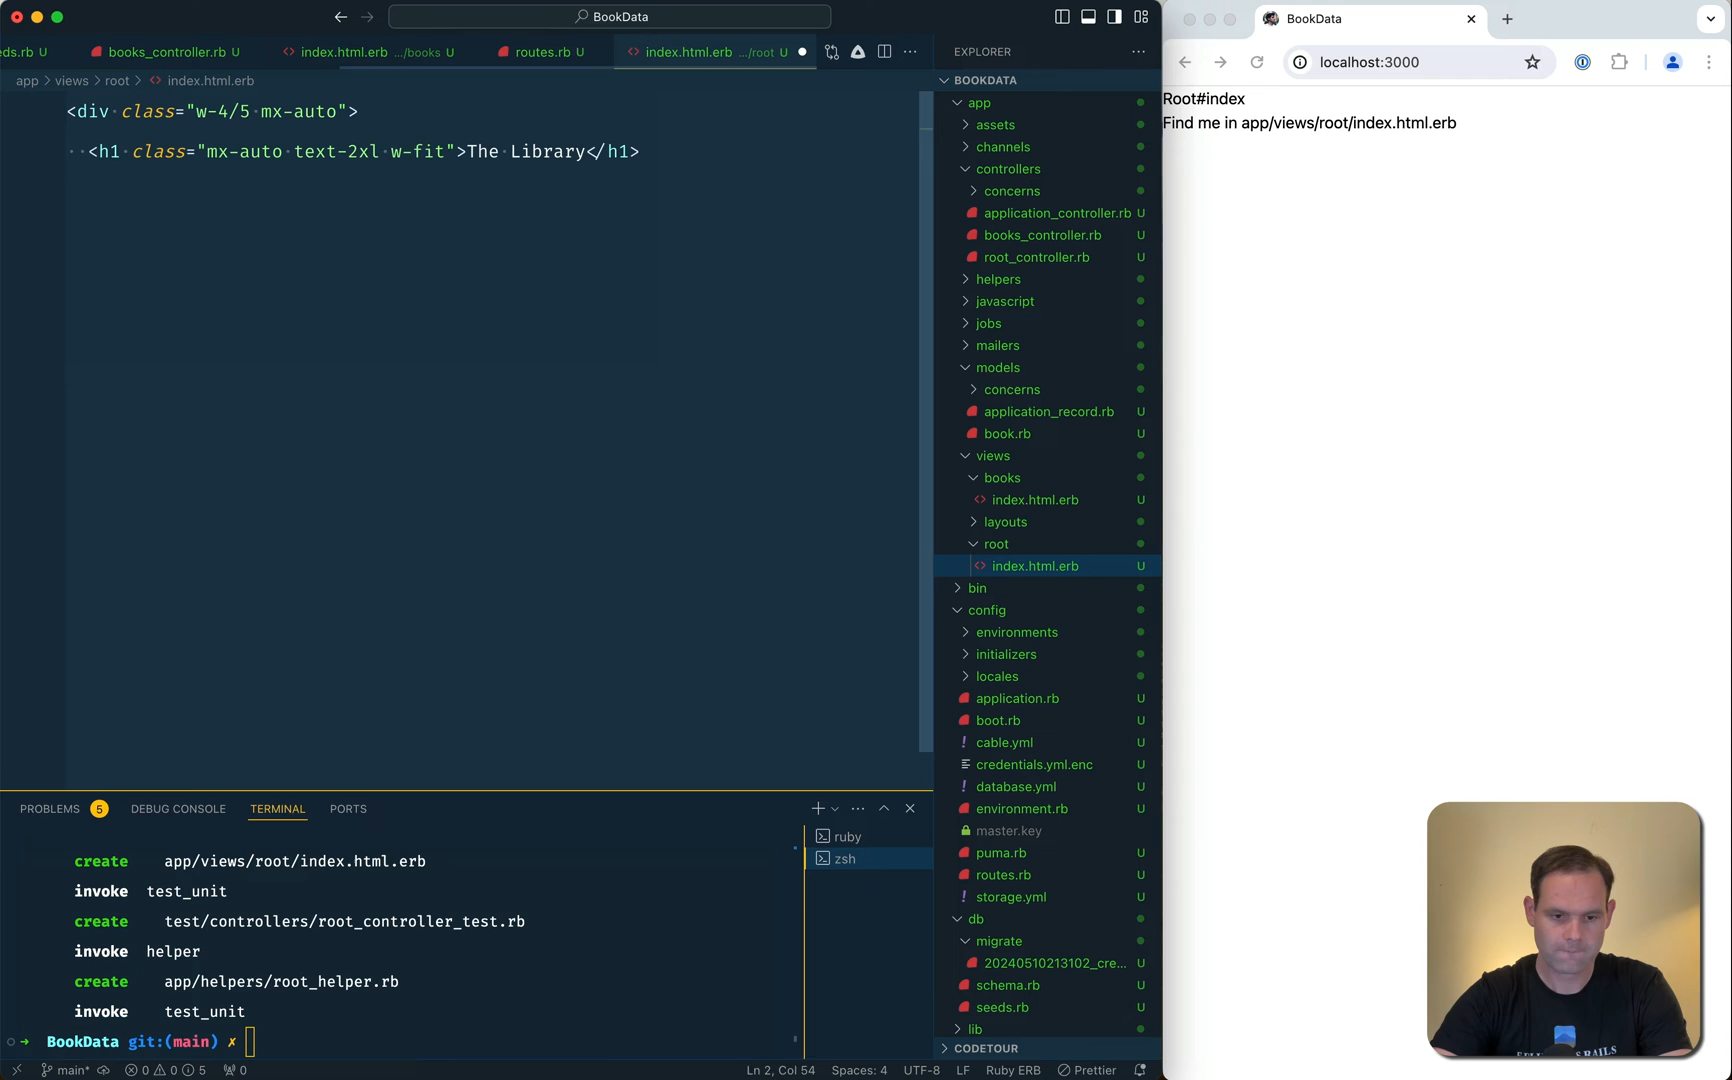 BookData
eds.rb U
books_controller.rb U
index.html.erb .../books U
routes.rb U
index.html.erb .../root U
app > views > root > index.html.erb
<div class="w-4/5 mx-auto">
<h1 class="mx-auto text-2xl w-fit">The Library</h1>
EXPLORER
BOOKDATA
app
assets
channels
controllers
concerns
application_controller.rb U
books_controller.rb U
root_controller.rb U
helpers
javascript
jobs
mailers
models
concerns
application_record.rb U
book.rb U
views
books
index.html.erb U
layouts
root
index.html.erb U
bin
config
environments
initializers
locales
application.rb U
boot.rb U
! cable.yml U
credentials.yml.enc U
! database.yml U
environment.rb U
master.key
puma.rb U
routes.rb U
! storage.yml U
db
migrate
20240510213102_cre... U
schema.rb U
seeds.rb U
lib
CODETOUR
PROBLEMS 5 DEBUG CONSOLE TERMINAL PORTS
ruby
zsh
create app/views/root/index.html.erb
invoke test_unit
create test/controllers/root_controller_test.rb
invoke helper
create app/helpers/root_helper.rb
invoke test_unit
➜ BookData git:(main) ✗
main* 0 0 5 0 Ln 2, Col 54 Spaces: 4 UTF-8 LF Ruby ERB Prettier
BookData
localhost:3000
Root#index
Find me in app/views/root/index.html.erb